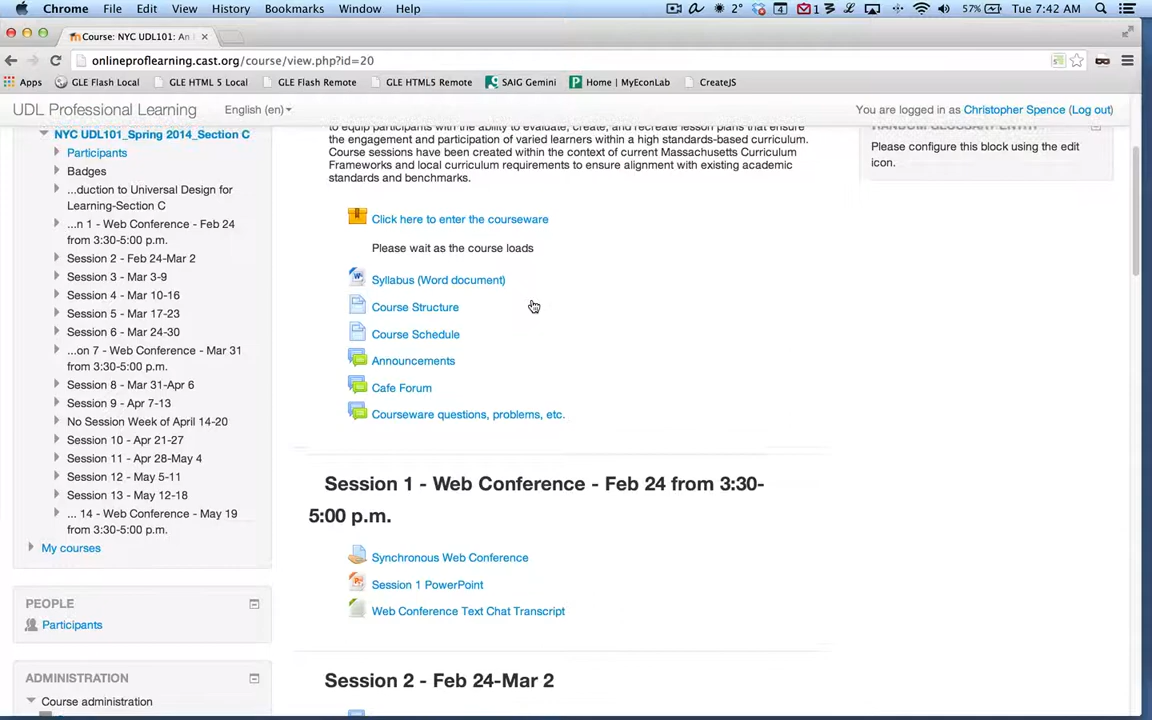 Chrome File Edit View History Bookmarks Window Help 2° 4 1 57% Tue 7:42 AM
Course: NYC UDL101: An I
onlineproflearning.cast.org/course/view.php?id=20
Apps GLE Flash Local GLE HTML 5 Local GLE Flash Remote GLE HTML5 Remote SAIG Gemini Home | MyEconLab CreateJS
UDL Professional Learning English (en) You are logged in as Christopher Spence (Log out)
NYC UDL101_Spring 2014_Section C
Participants
Badges
...duction to Universal Design for
Learning-Section C
...n 1 - Web Conference - Feb 24
from 3:30-5:00 p.m.
Session 2 - Feb 24-Mar 2
Session 3 - Mar 3-9
Session 4 - Mar 10-16
Session 5 - Mar 17-23
Session 6 - Mar 24-30
...on 7 - Web Conference - Mar 31
from 3:30-5:00 p.m.
Session 8 - Mar 31-Apr 6
Session 9 - Apr 7-13
No Session Week of April 14-20
Session 10 - Apr 21-27
Session 11 - Apr 28-May 4
Session 12 - May 5-11
Session 13 - May 12-18
... 14 - Web Conference - May 19
from 3:30-5:00 p.m.
My courses
PEOPLE
Participants
ADMINISTRATION
Course administration
to equip participants with the ability to evaluate, create, and recreate lesson plans that ensure
the engagement and participation of varied learners within a high standards-based curriculum.
Course sessions have been created within the context of current Massachusetts Curriculum
Frameworks and local curriculum requirements to ensure alignment with existing academic
standards and benchmarks.
Click here to enter the courseware
Please wait as the course loads
Syllabus (Word document)
Course Structure
Course Schedule
Announcements
Cafe Forum
Courseware questions, problems, etc.
Session 1 - Web Conference - Feb 24 from 3:30-
5:00 p.m.
Synchronous Web Conference
Session 1 PowerPoint
Web Conference Text Chat Transcript
Session 2 - Feb 24-Mar 2
RANDOM GLOSSARY ENTRY
Please configure this block using the edit
icon.